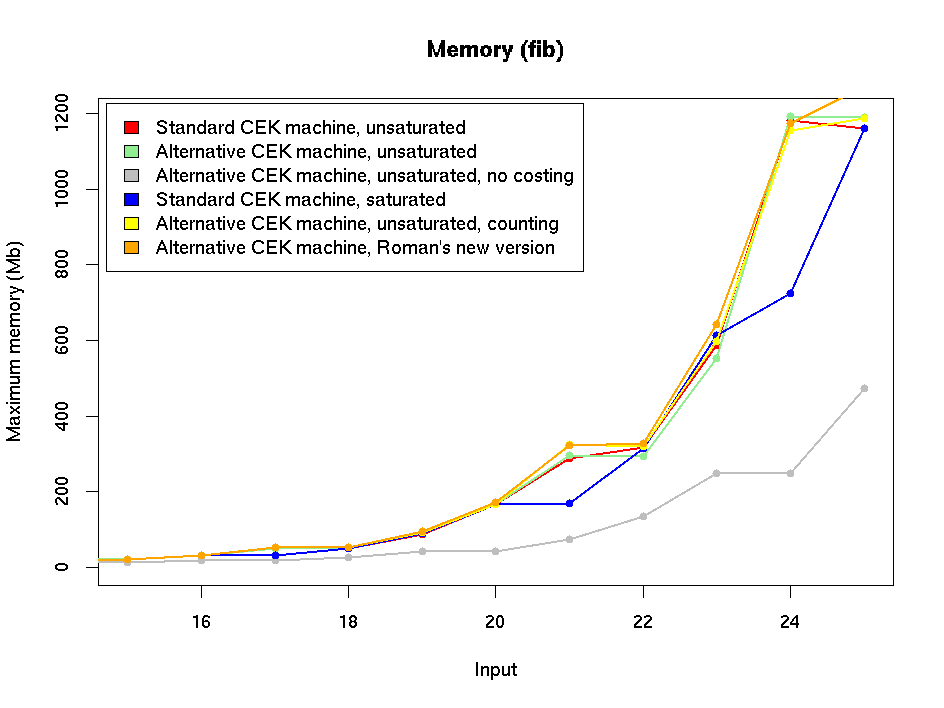 Memory (fib)
Standard CEK machine, unsaturated
Alternative CEK machine, unsaturated
Alternative CEK machine, unsaturated, no costing
Standard CEK machine, saturated
Alternative CEK machine, unsaturated, counting
Alternative CEK machine, Roman's new version
Maximum memory (Mb)
1200
1000
800
600
400
200
0
16 18 20 22 24
Input